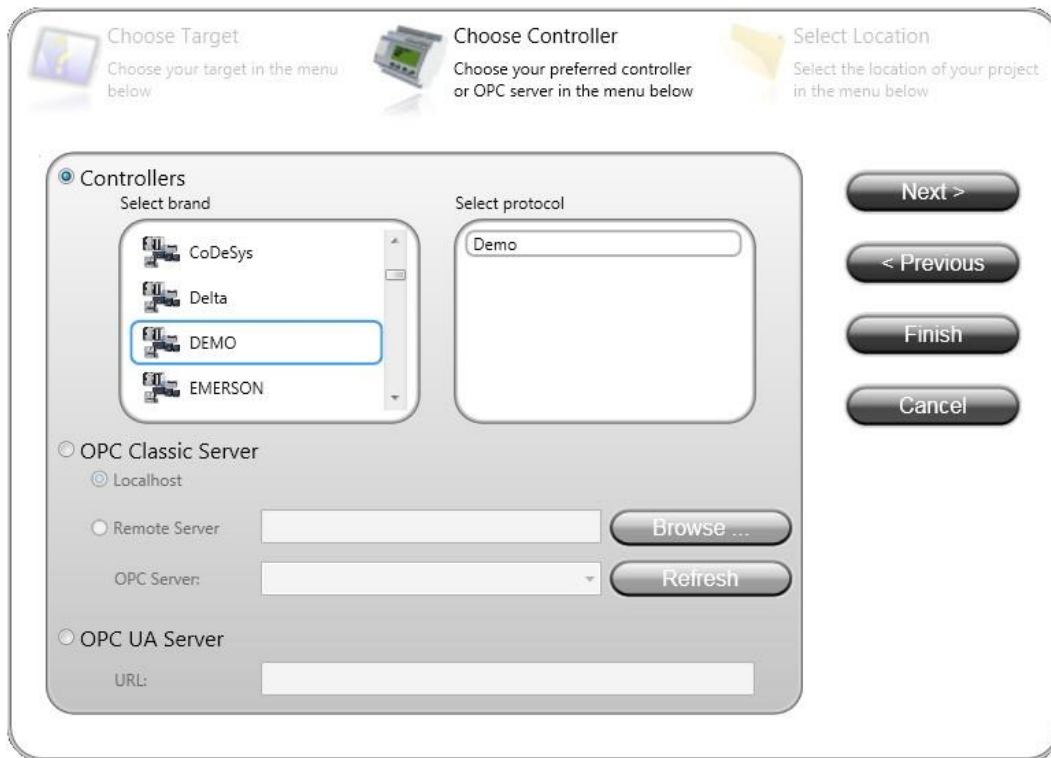 Choose Target
Choose your target in the menu
below
Choose Controller
Choose your preferred controller
or OPC server in the menu below
Select Location
Select the location of your project
in the menu below
Controllers
Select brand
CoDeSys
Delta
DEMO
EMERSON
Select protocol
Demo
Next >
< Previous
Finish
Cancel
OPC Classic Server
Localhost
Remote Server
Browse ...
OPC Server:
Refresh
OPC UA Server
URL: